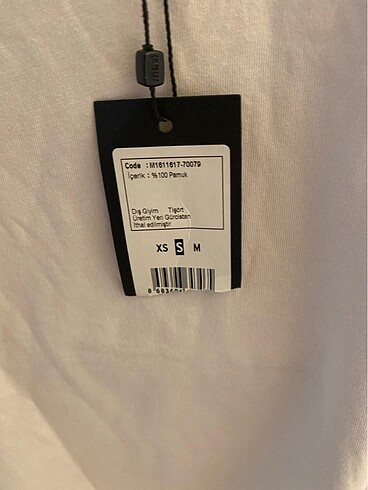 Code : M1611617-70079
İçerik : %100 Pamuk
Dış Giyim Tişört
Üretim Yeri Gürcistan
İthal edilmiştir
XS S M